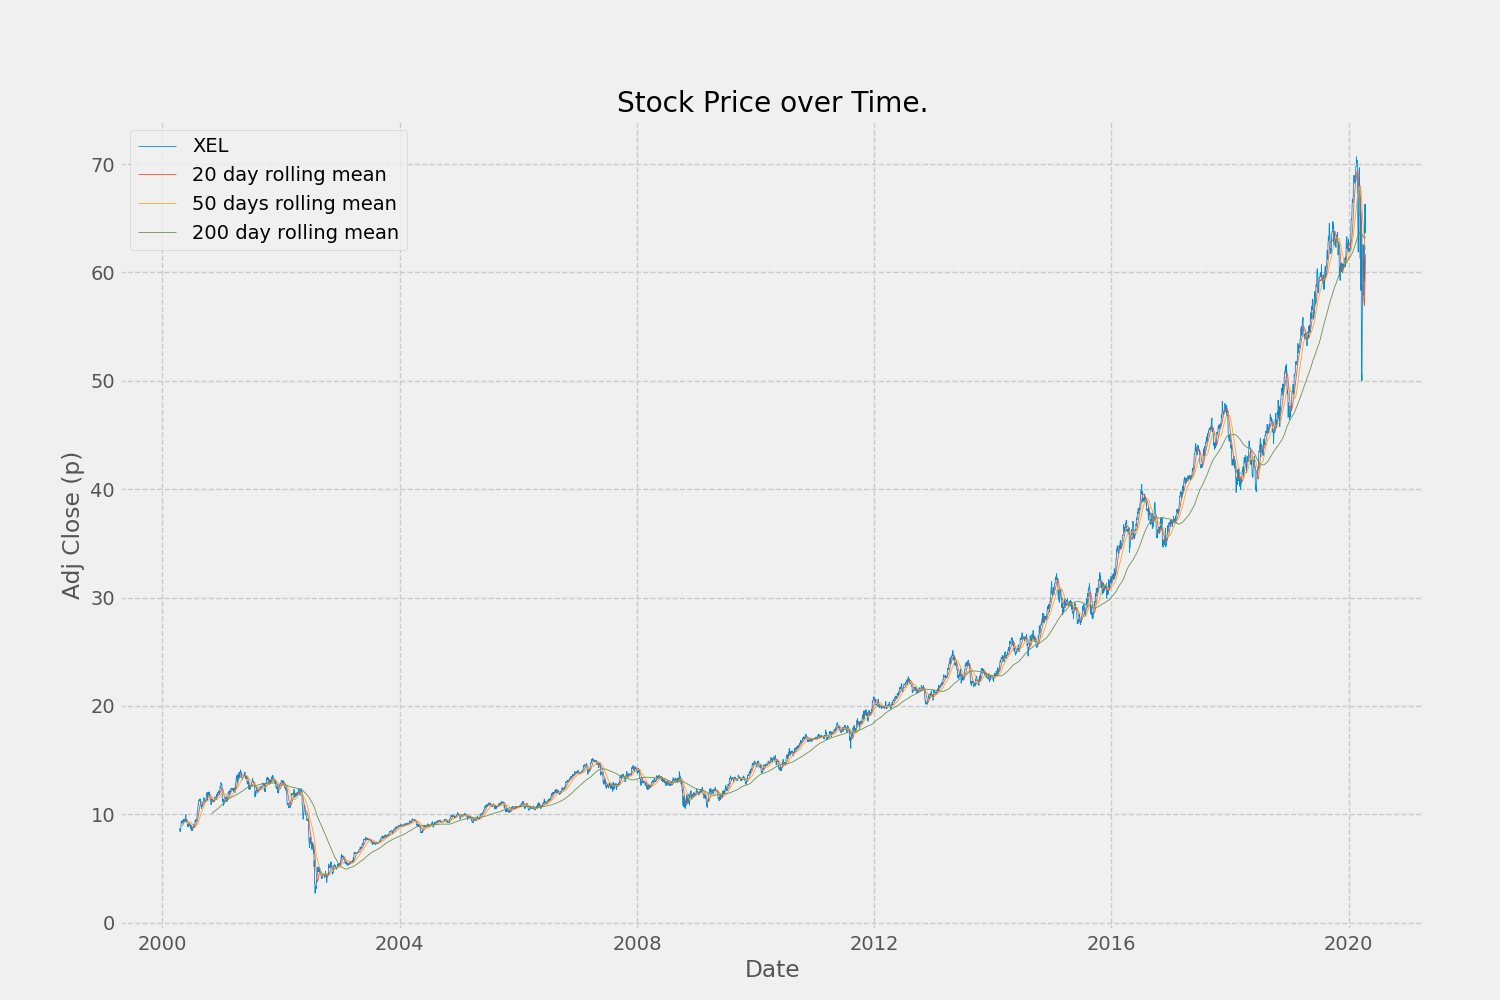 Stock Price over Time.
XEL
20 day rolling mean
50 days rolling mean
200 day rolling mean
70
60
50
40
30
20
10
0
Adj Close (p)
2000 2004 2008 2012 2016 2020
Date